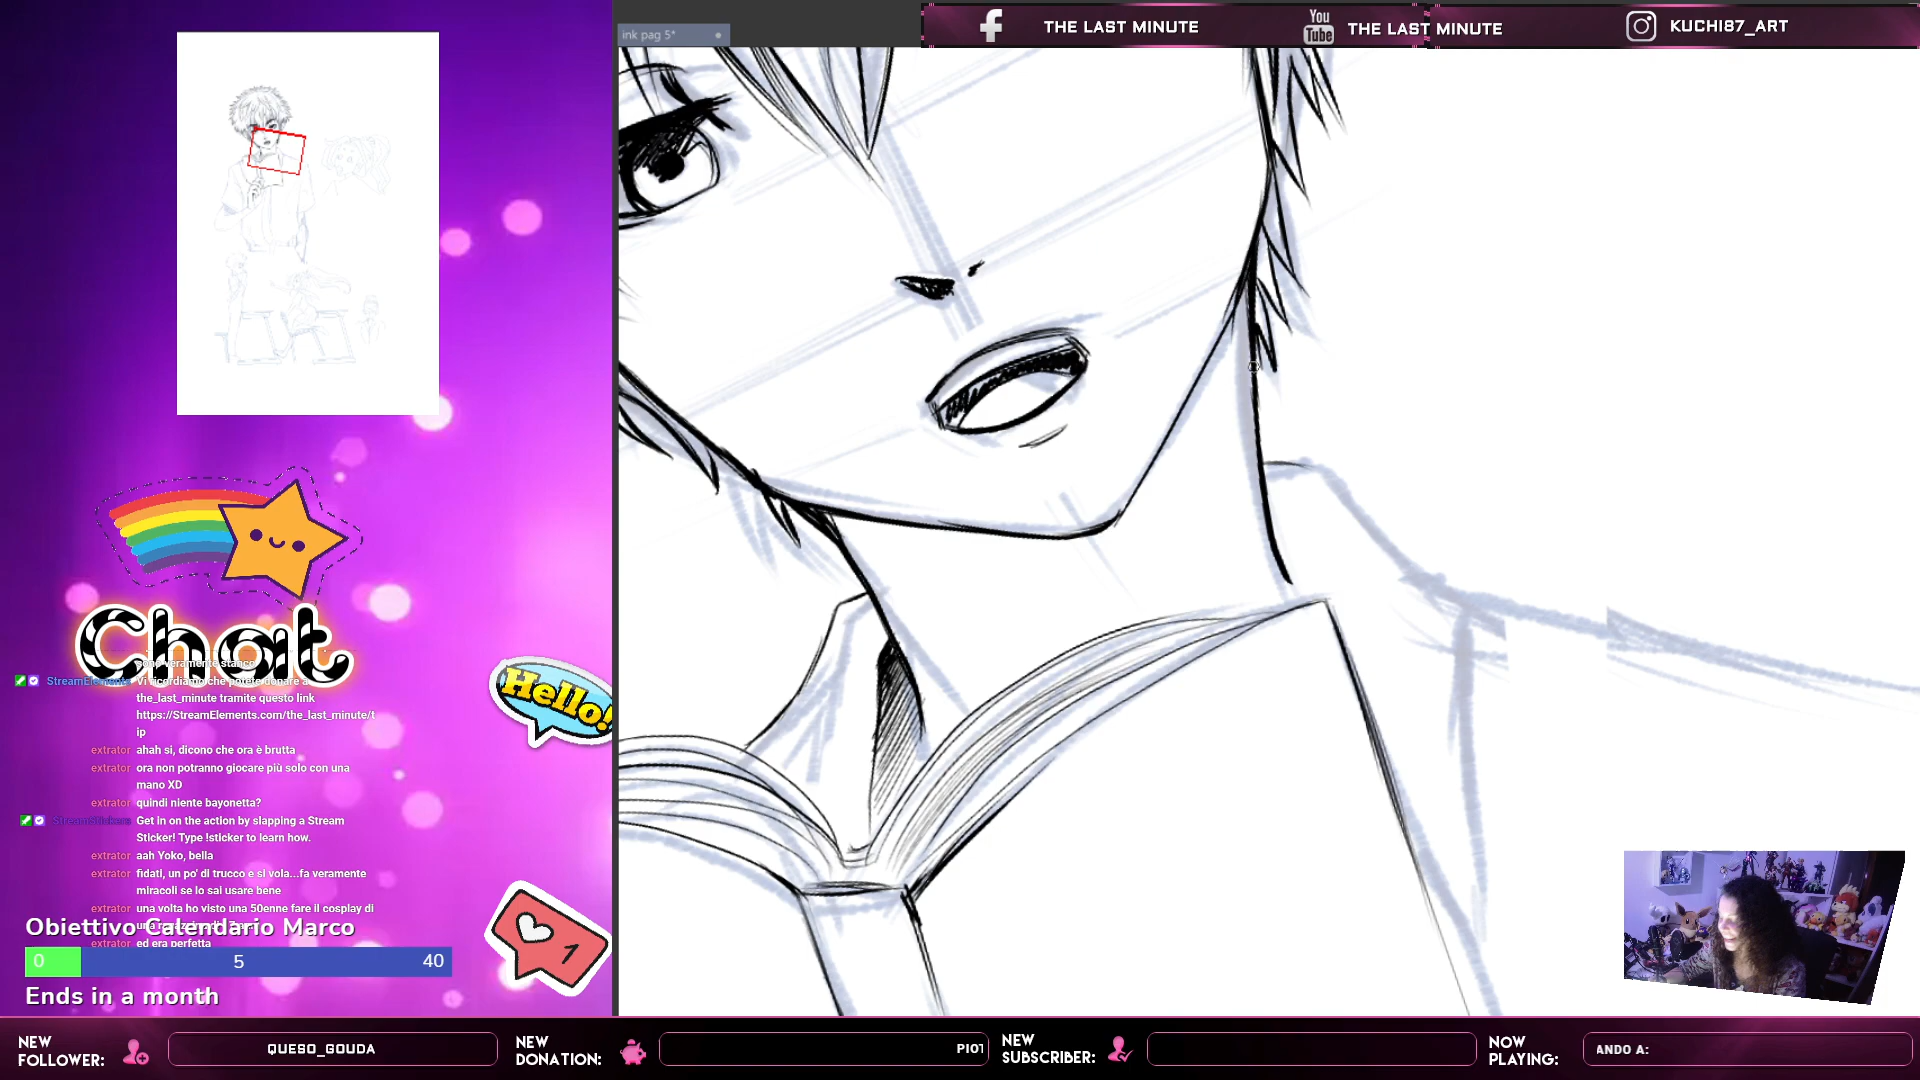 ink pag 5*
THE LAST MINUTE
You
Tube
THE LAST MINUTE
KUCHI87_ART
Chat
sono veramente stanco
StreamElements Vi ricordiamo che potete donare a
the_last_minute tramite questo link
https://StreamElements.com/the_last_minute/t
ip
extrator ahah si, dicono che ora è brutta
extrator ora non potranno giocare più solo con una
mano XD
extrator quindi niente bayonetta?
StreamStickers Get in on the action by slapping a Stream
Sticker! Type !sticker to learn how.
extrator aah Yoko, bella
extrator fidati, un po' di trucco e si vola...fa veramente
miracoli se lo sai usare bene
extrator una volta ho visto una 50enne fare il cosplay di
extrator ed era perfetta
Hello!
1
Obiettivo Calendario Marco
0 5 40
Ends in a month
NEW
FOLLOWER:
QUESO_GOUDA
NEW
DONATION:
PIO
NEW
SUBSCRIBER:
NOW
PLAYING:
ANDO A: